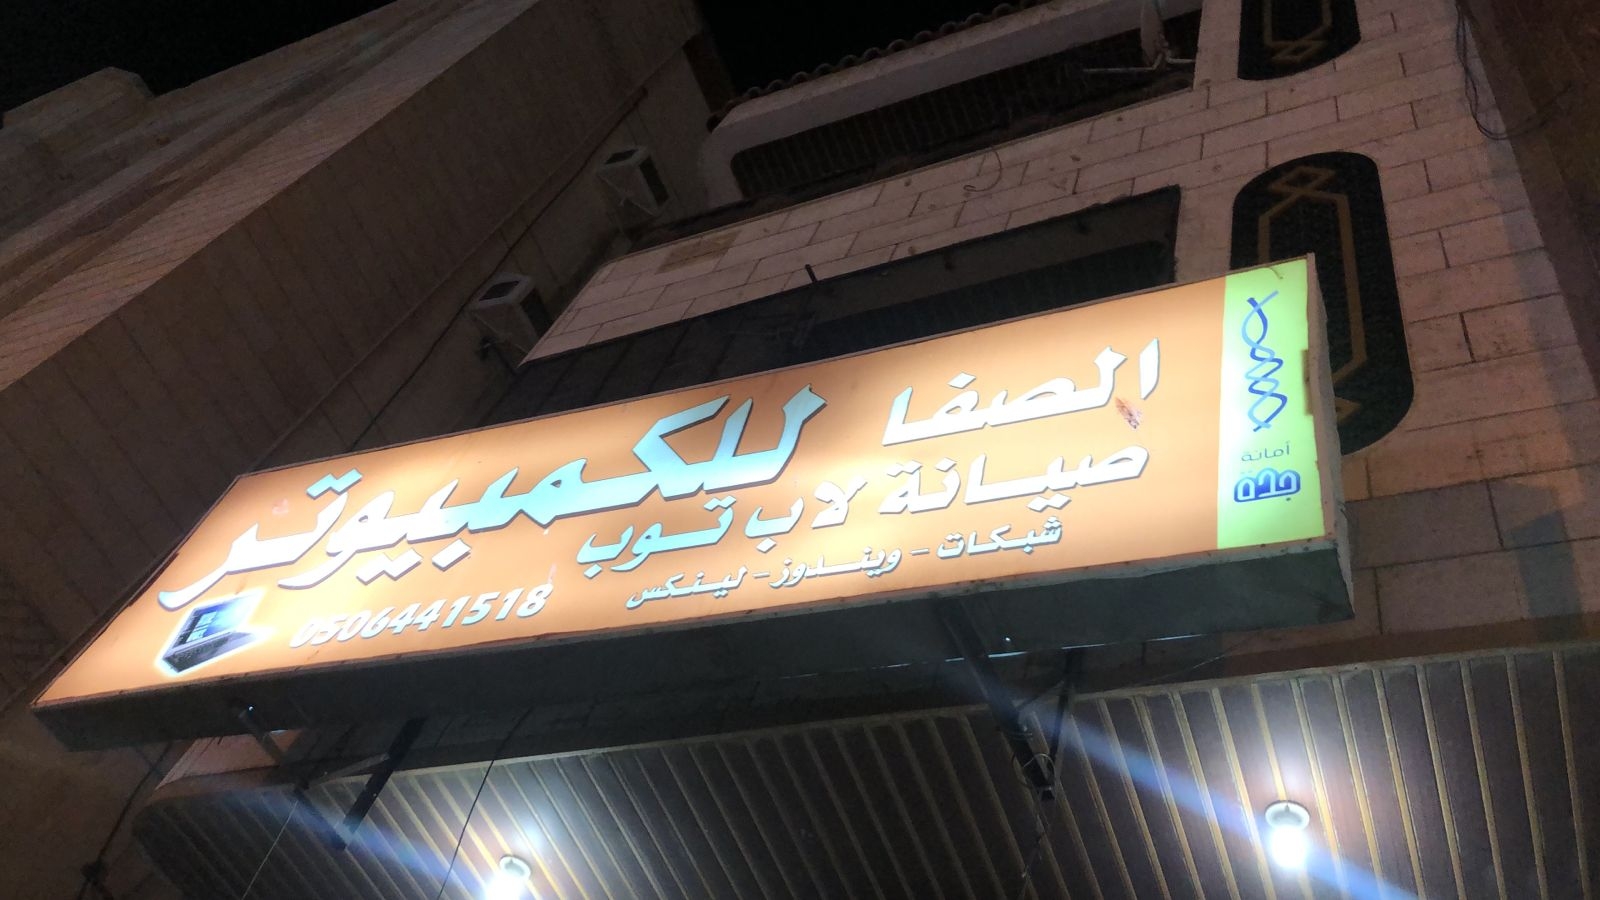 الصفا للكمبيوتر
صيانة لاب توب
شبكات - ويندوز - لينكس
0506441518
أمانة
جدة